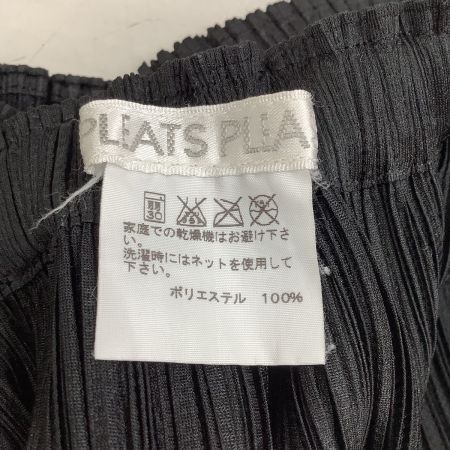 PLEATS PLEA
家庭での乾燥機はお避け下さい。
洗濯時にはネットを使用して
下さい。
ポリエステル 100%